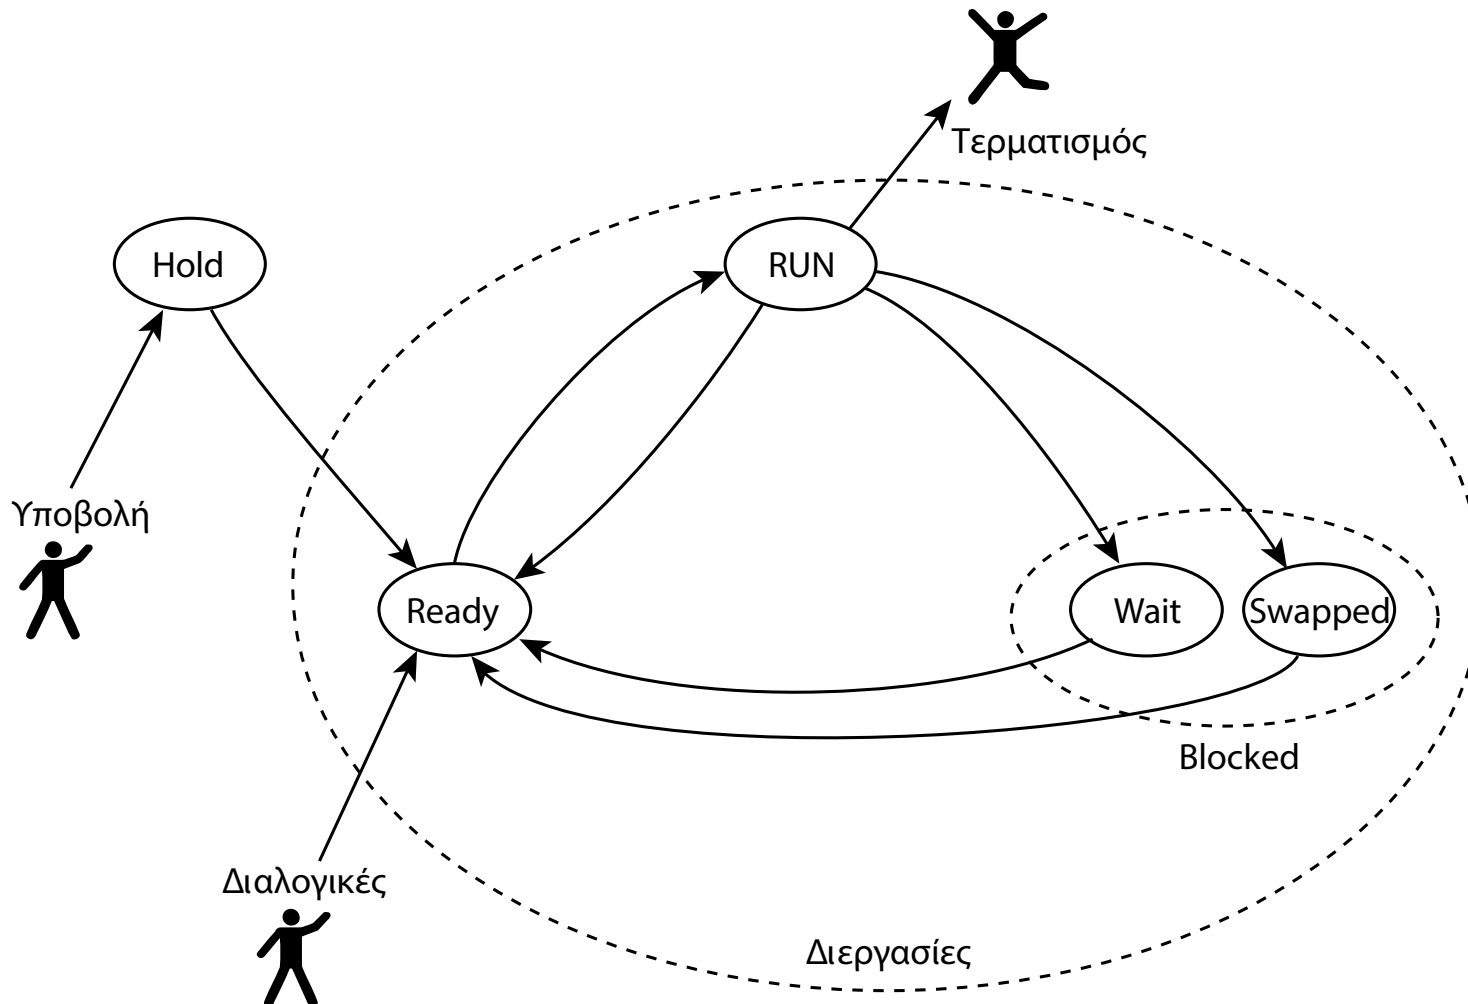 Τερματισμός
Hold
RUN
Υποβολή
Ready
Wait
Swapped
Blocked
Διαλογικές
Διεργασίες